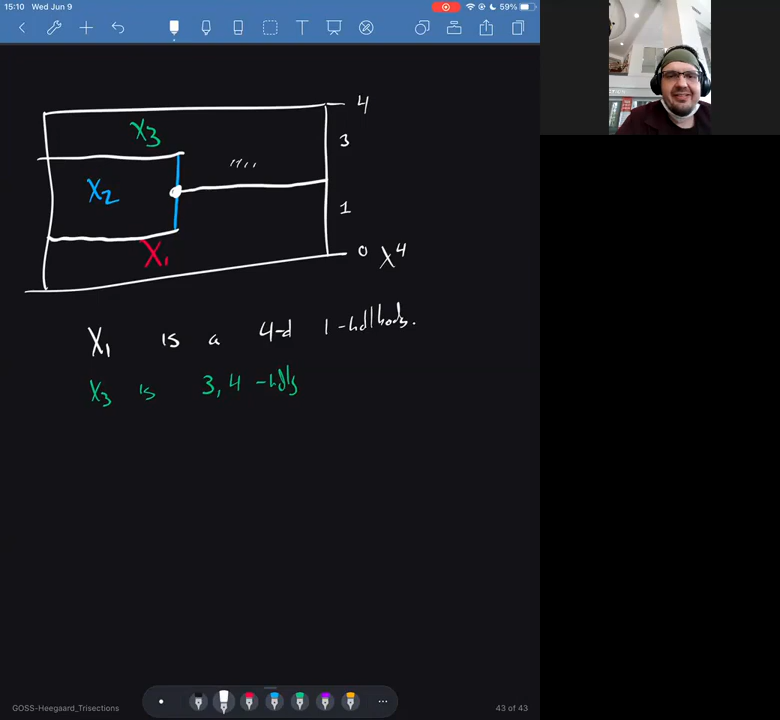 15:10 Wed Jun 9
59%
4
X3
3
X2
1
X1
0 X4
X1 is a 4-d 1-hdlbody.
X3 is 3,4-hdls
GOSS-Heegaard_Trisections
43 of 43